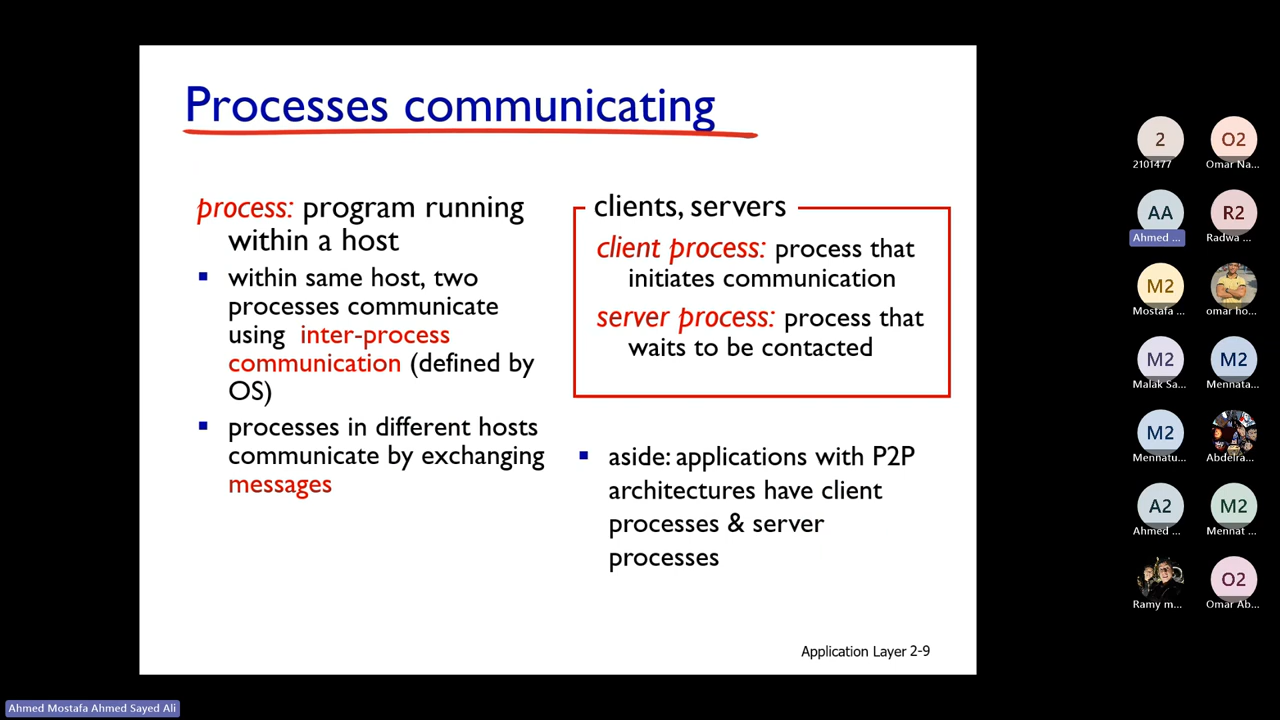 Processes communicating
process: program running
within a host
within same host, two
processes communicate
using inter-process
communication (defined by
OS)
processes in different hosts
communicate by exchanging
messages
clients, servers
client process: process that
initiates communication
server process: process that
waits to be contacted
aside: applications with P2P
architectures have client
processes & server
processes
Application Layer 2-9
2
2101477
O2
Omar Na...
AA
Ahmed ...
R2
Radwa ...
M2
Mostafa ...
omar ho...
M2
Malak Sa...
M2
Mennata...
M2
Mennatu...
Abdelra...
A2
Ahmed ...
M2
Mennat ...
Ramy m...
O2
Omar Ab...
Ahmed Mostafa Ahmed Sayed Ali